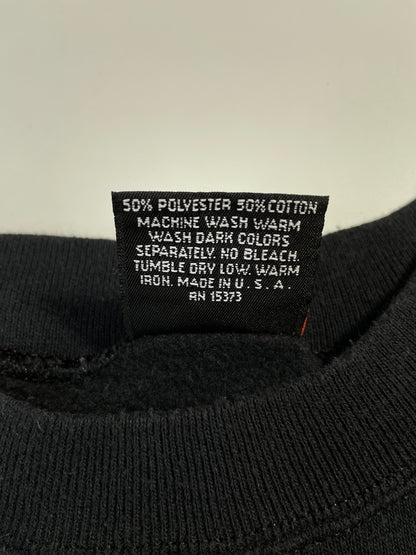 50% POLYESTER 50% COTTON
MACHINE WASH WARM
WASH DARK COLORS
SEPARATELY. NO BLEACH.
TUMBLE DRY LOW. WARM
IRON. MADE IN U. S. A.
RN 15373